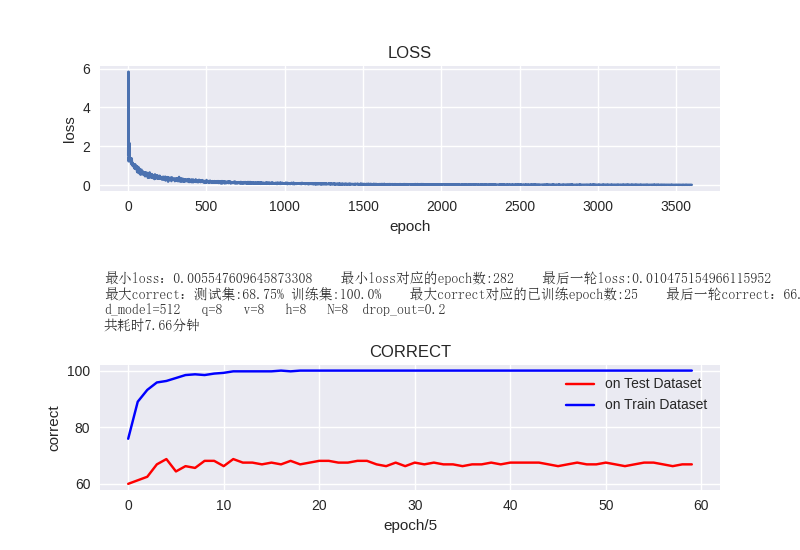 LOSS
6
4
2
0
loss
0 500 1000 1500 2000 2500 3000 3500
epoch
最小loss：0.005547609645873308 最小loss对应的epoch数:282 最后一轮loss:0.010475154966115952
最大correct：测试集:68.75% 训练集:100.0% 最大correct对应的已训练epoch数:25 最后一轮correct：66.
d_model=512 q=8 v=8 h=8 N=8 drop_out=0.2
共耗时7.66分钟
CORRECT
100
80
60
correct
on Test Dataset
on Train Dataset
0 10 20 30 40 50 60
epoch/5